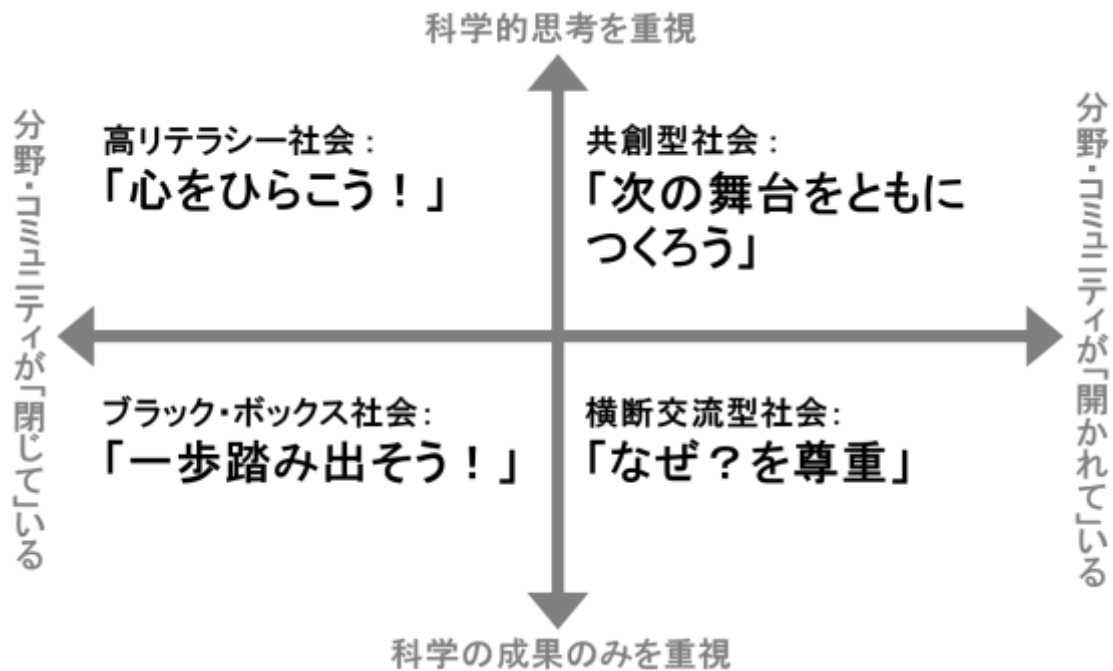 科学的思考を重視
分野・コミュニティが「閉じて」いる
高リテラシー社会：
「心をひらこう！」
共創型社会：
「次の舞台をともに
つくろう」
分野・コミュニティが「開かれて」いる
ブラック・ボックス社会：
「一歩踏み出そう！」
横断交流型社会：
「なぜ？を尊重」
科学の成果のみを重視